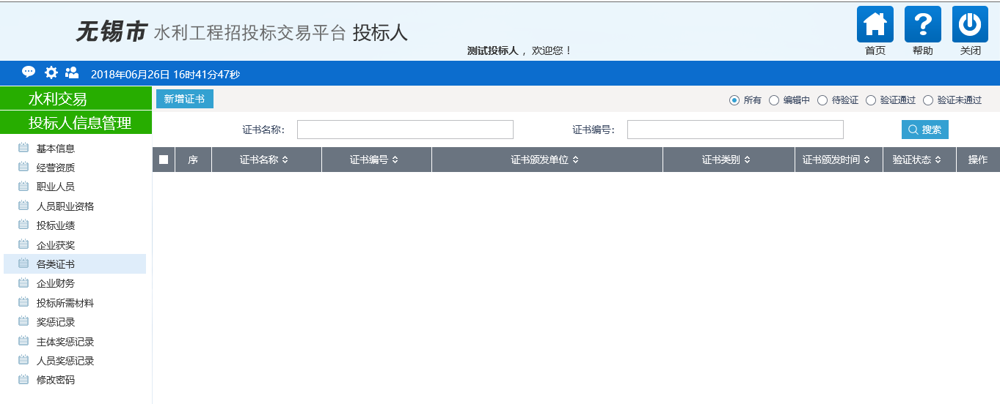 无锡市 水利工程招投标交易平台 投标人
测试投标人 ，欢迎您！
首页 帮助 关闭
2018年06月26日 16时41分47秒
水利交易
投标人信息管理
基本信息
经营资质
职业人员
人员职业资格
投标业绩
企业获奖
各类证书
企业财务
投标所需材料
奖惩记录
主体奖惩记录
人员奖惩记录
修改密码
新增证书 所有 编辑中 待验证 验证通过 验证未通过
证书名称： 证书编号： 搜索
序 证书名称 证书编号 证书颁发单位 证书类别 证书颁发时间 验证状态 操作